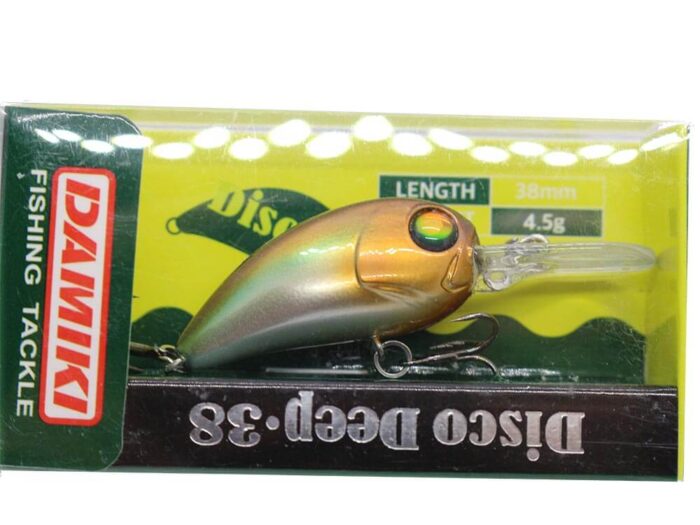 DAMIKI
FISHING TACKLE
Disco
LENGTH 38mm
4.5g
Disco Deep·38